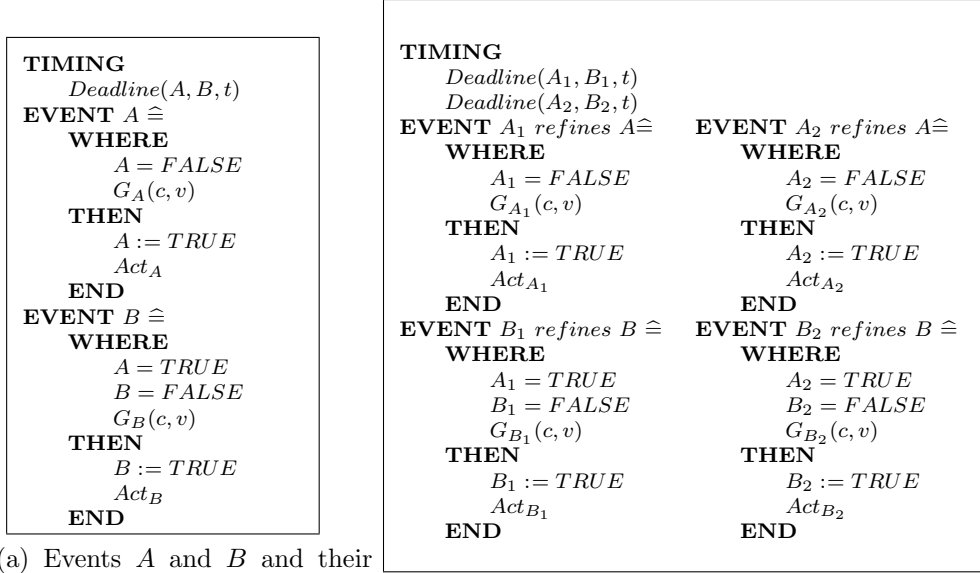 TIMING
Deadline(A, B, t)
EVENT A ≙
WHERE
A = FALSE
G_A(c, v)
THEN
A := TRUE
Act_A
END
EVENT B ≙
WHERE
A = TRUE
B = FALSE
G_B(c, v)
THEN
B := TRUE
Act_B
END
(a) Events A and B and their
TIMING
Deadline(A_1, B_1, t)
Deadline(A_2, B_2, t)
EVENT A_1 refines A≙
WHERE
A_1 = FALSE
G_{A_1}(c, v)
THEN
A_1 := TRUE
Act_{A_1}
END
EVENT B_1 refines B ≙
WHERE
A_1 = TRUE
B_1 = FALSE
G_{B_1}(c, v)
THEN
B_1 := TRUE
Act_{B_1}
END
EVENT A_2 refines A≙
WHERE
A_2 = FALSE
G_{A_2}(c, v)
THEN
A_2 := TRUE
Act_{A_2}
END
EVENT B_2 refines B ≙
WHERE
A_2 = TRUE
B_2 = FALSE
G_{B_2}(c, v)
THEN
B_2 := TRUE
Act_{B_2}
END